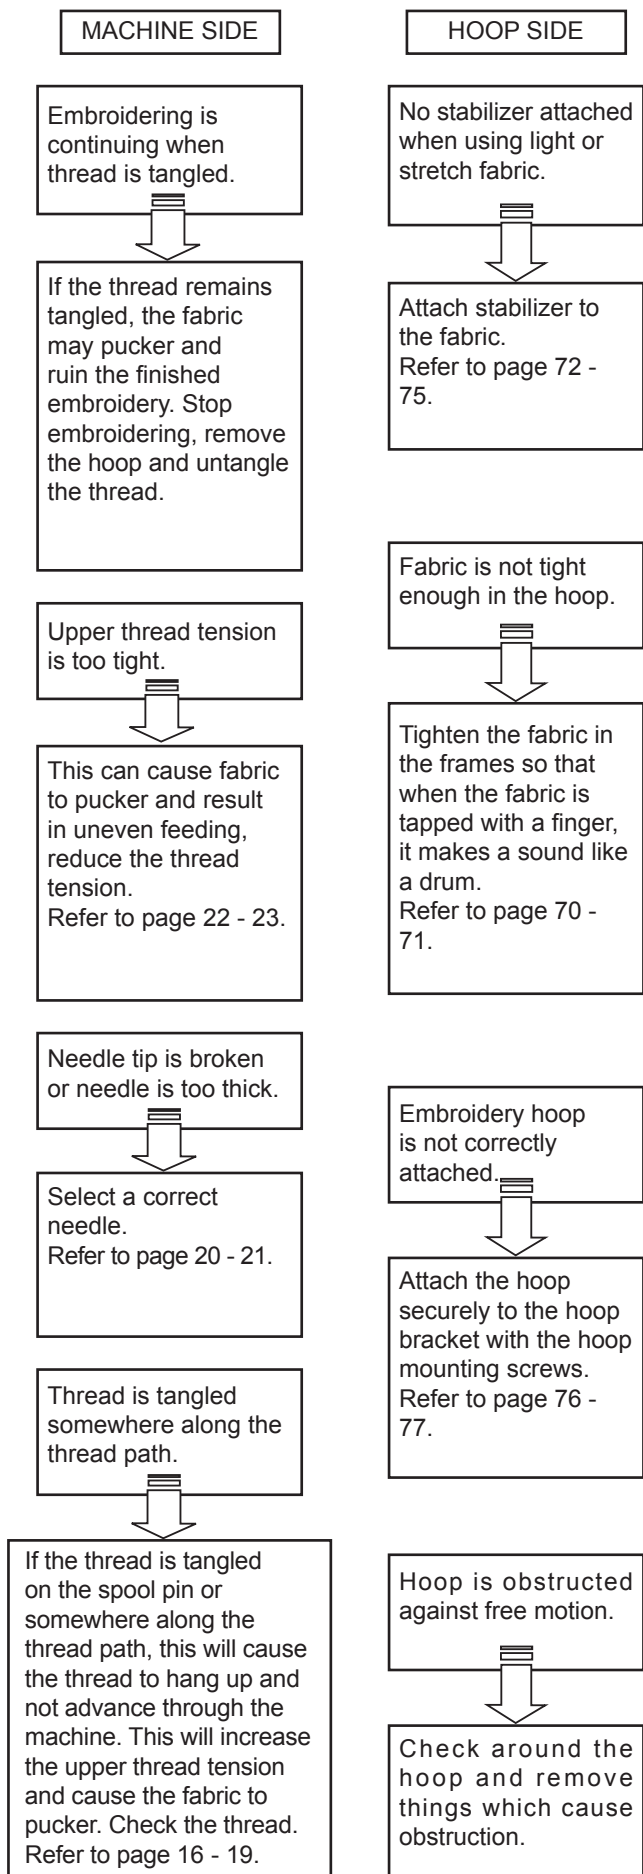 MACHINE SIDE
Embroidering is
continuing when
thread is tangled.
If the thread remains
tangled, the fabric
may pucker and
ruin the finished
embroidery. Stop
embroidering, remove
the hoop and untangle
the thread.
Upper thread tension
is too tight.
This can cause fabric
to pucker and result
in uneven feeding,
reduce the thread
tension.
Refer to page 22 - 23.
Needle tip is broken
or needle is too thick.
Select a correct
needle.
Refer to page 20 - 21.
Thread is tangled
somewhere along the
thread path.
If the thread is tangled
on the spool pin or
somewhere along the
thread path, this will cause
the thread to hang up and
not advance through the
machine. This will increase
the upper thread tension
and cause the fabric to
pucker. Check the thread.
Refer to page 16 - 19.
HOOP SIDE
No stabilizer attached
when using light or
stretch fabric.
Attach stabilizer to
the fabric.
Refer to page 72 -
75.
Fabric is not tight
enough in the hoop.
Tighten the fabric in
the frames so that
when the fabric is
tapped with a finger,
it makes a sound like
a drum.
Refer to page 70 -
71.
Embroidery hoop
is not correctly
attached.
Attach the hoop
securely to the hoop
bracket with the hoop
mounting screws.
Refer to page 76 -
77.
Hoop is obstructed
against free motion.
Check around the
hoop and remove
things which cause
obstruction.